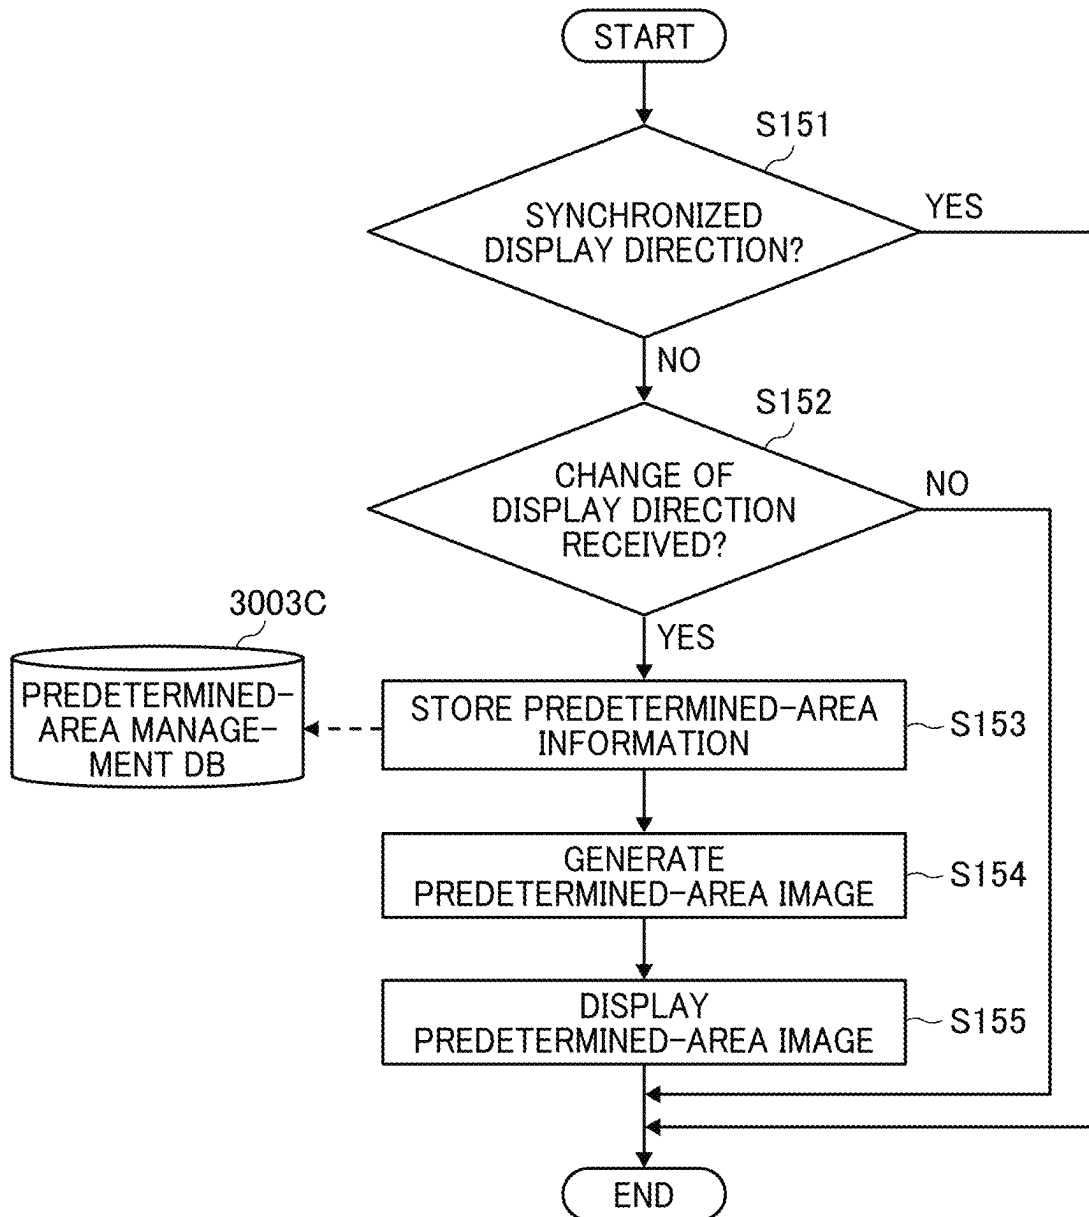 START
S151
SYNCHRONIZED
DISPLAY DIRECTION?
YES
NO
S152
CHANGE OF
DISPLAY DIRECTION
RECEIVED?
NO
YES
3003C
PREDETERMINED-
AREA MANAGE-
MENT DB
STORE PREDETERMINED-AREA
INFORMATION
S153
GENERATE
PREDETERMINED-AREA IMAGE
S154
DISPLAY
PREDETERMINED-AREA IMAGE
S155
END